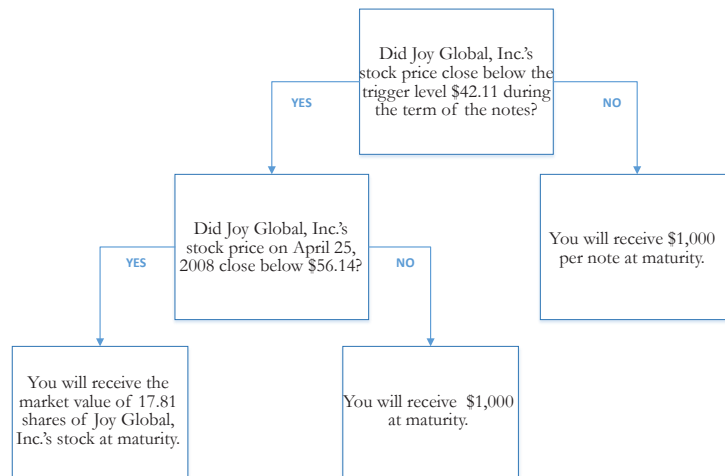 Did Joy Global, Inc.'s
stock price close below the
trigger level $42.11 during
the term of the notes?
YES
NO
Did Joy Global, Inc.'s
stock price on April 25,
2008 close below $56.14?
You will receive $1,000
per note at maturity.
YES
NO
You will receive the
market value of 17.81
shares of Joy Global,
Inc.'s stock at maturity.
You will receive $1,000
at maturity.